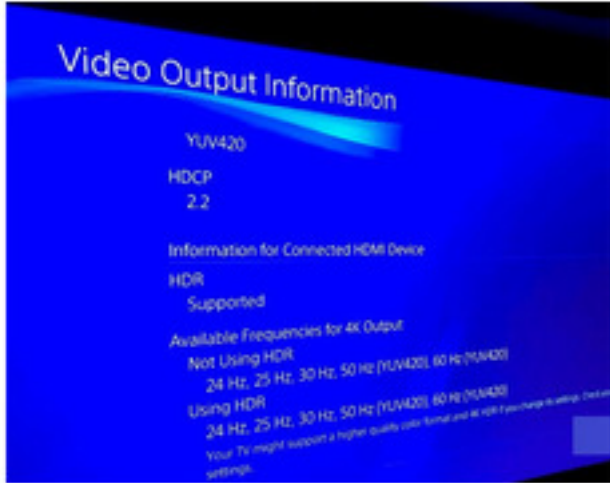 Video Output Information
YUV420
HDCP
2.2
Information for Connected HDMI Device
HDR
Supported
Available Frequencies for 4K Output
Not Using HDR
24 Hz, 25 Hz, 30 Hz, 50 Hz (YUV420), 60 Hz (YUV420)
Using HDR
24 Hz, 25 Hz, 30 Hz, 50 Hz (YUV420), 60 Hz (YUV420)
Your TV might support a higher quality color format and 4K HDR if you change its settings. Check
settings.